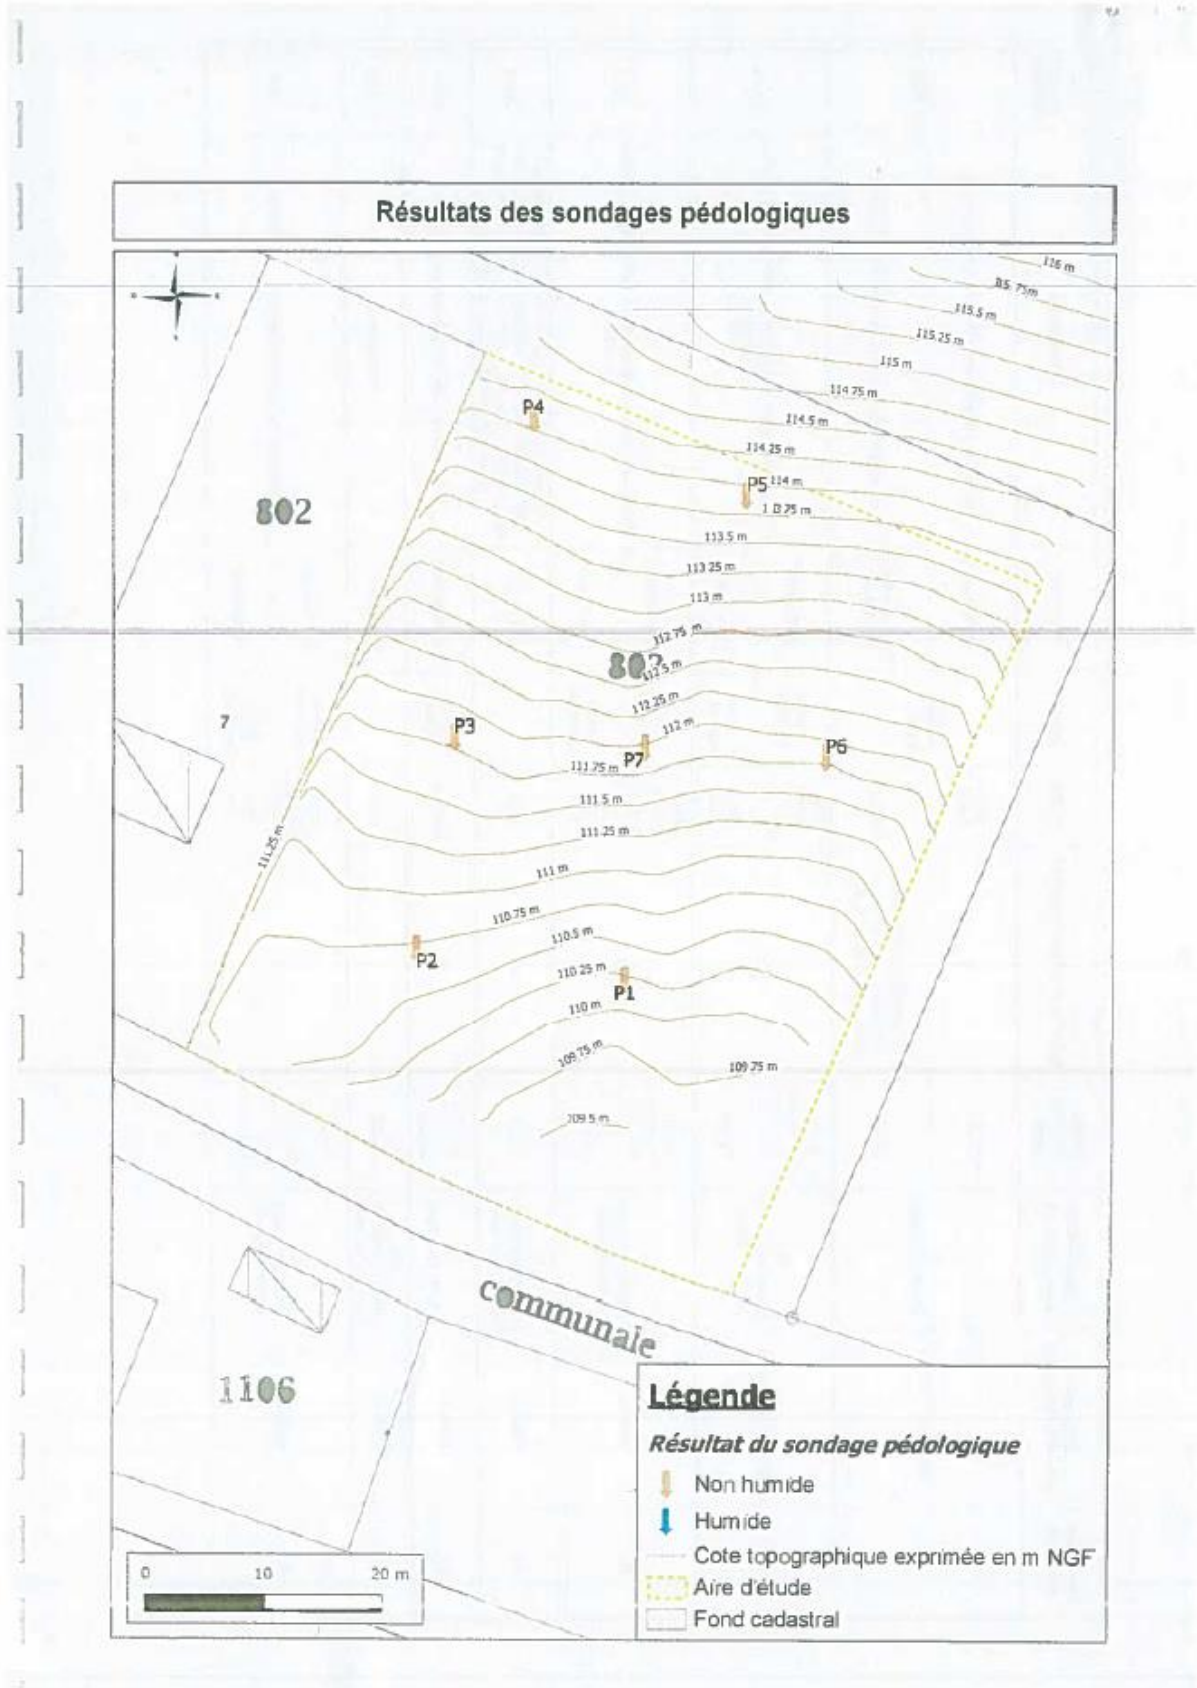 Résultats des sondages pédologiques
116 m
115.5 m
115.25 m
115 m
114 75 m
114.5 m
114 25 m
P4
P5
114 m
113.5 m
802
113 25 m
113 m
112.75 m
112.5 m
112.25 m
112 m
7
P3
P7
P6
111.75 m
111.5 m
111.25 m
111.25 m
111 m
110.75 m
110.5 m
P2
110 25 m
P1
110 m
109.75 m
109 75 m
109.5 m
communale
1106
Légende
Résultat du sondage pédologique
Non humide
Humide
Cote topographique exprimée en m NGF
Aire d'étude
Fond cadastral
0 10 20 m